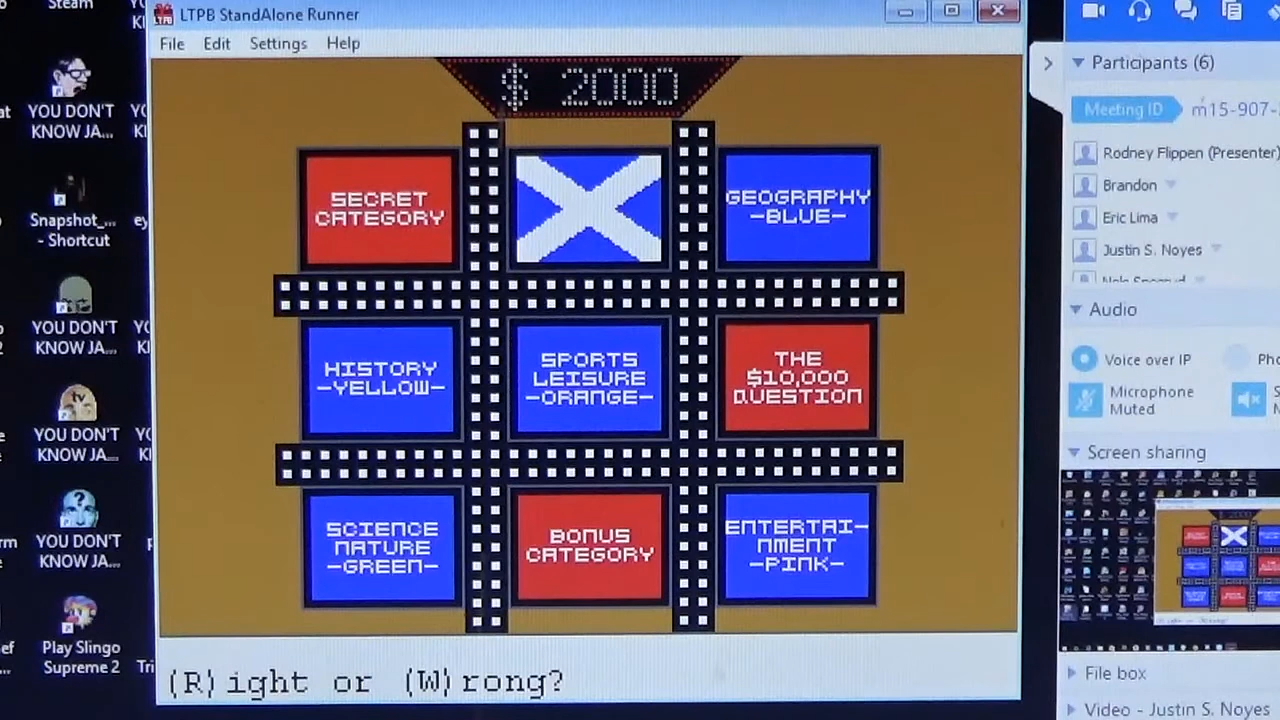 Steam
LTPB StandAlone Runner
File Edit Settings Help
$ 2000
SECRET
CATEGORY
GEOGRAPHY
-BLUE-
HISTORY
-YELLOW-
SPORTS
LEISURE
-ORANGE-
THE
$10,000
QUESTION
SCIENCE
NATURE
-GREEN-
BONUS
CATEGORY
ENTERTAI-
NMENT
-PINK-
(R)ight or (W)rong?
YOU DON'T
KNOW JA...
Snapshot_...
- Shortcut
YOU DON'T
KNOW JA...
YOU DON'T
KNOW JA...
YOU DON'T
KNOW JA...
Play Slingo
Supreme 2
Participants (6)
Meeting ID m15-907-
Rodney Flippen (Presenter)
Brandon
Eric Lima
Justin S. Noyes
Audio
Voice over IP
Microphone
Muted
Screen sharing
File box
Video - Justin S. Noyes